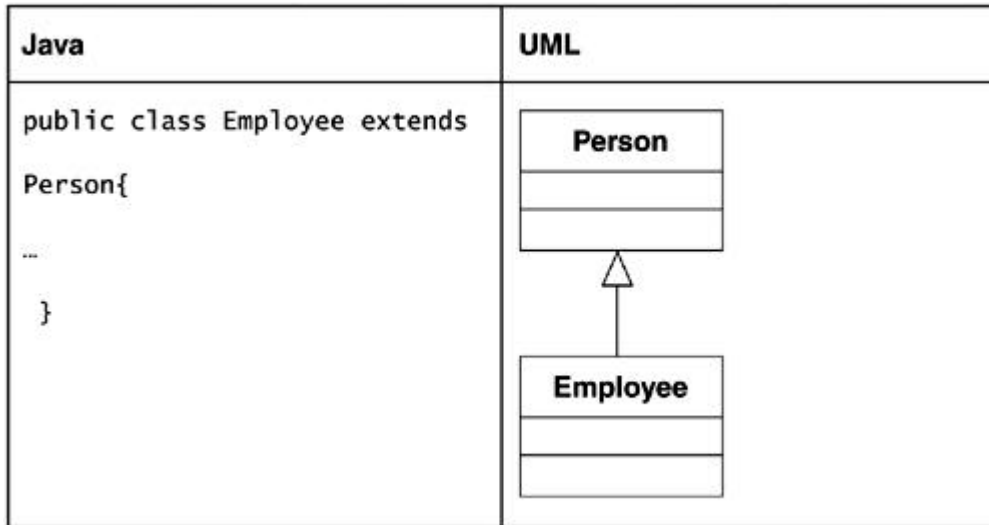 Java
UML
public class Employee extends
Person{
…
}
Person
Employee